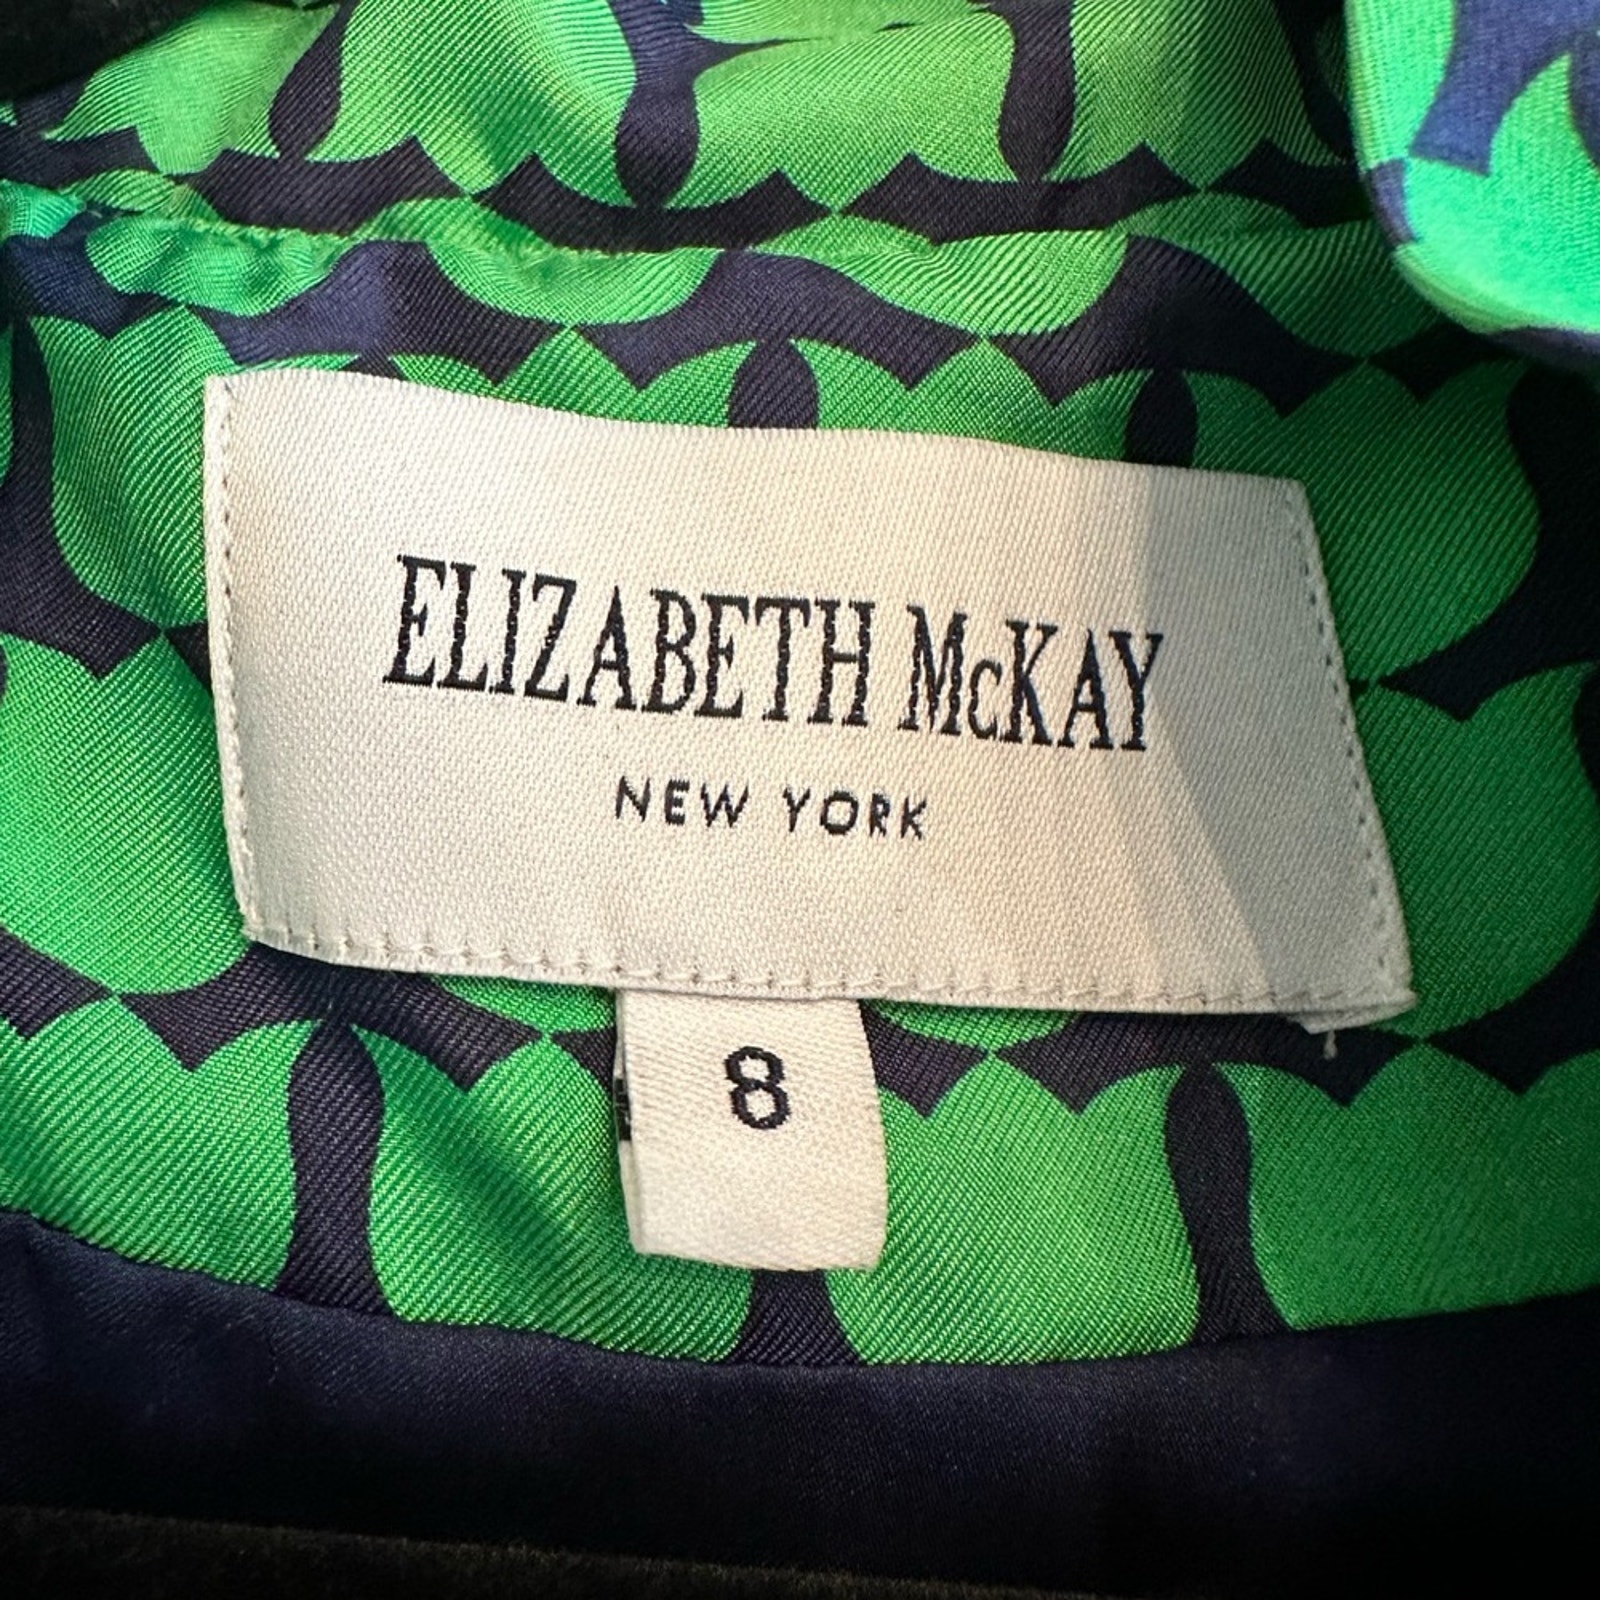 ELIZABETH McKAY
NEW YORK
8